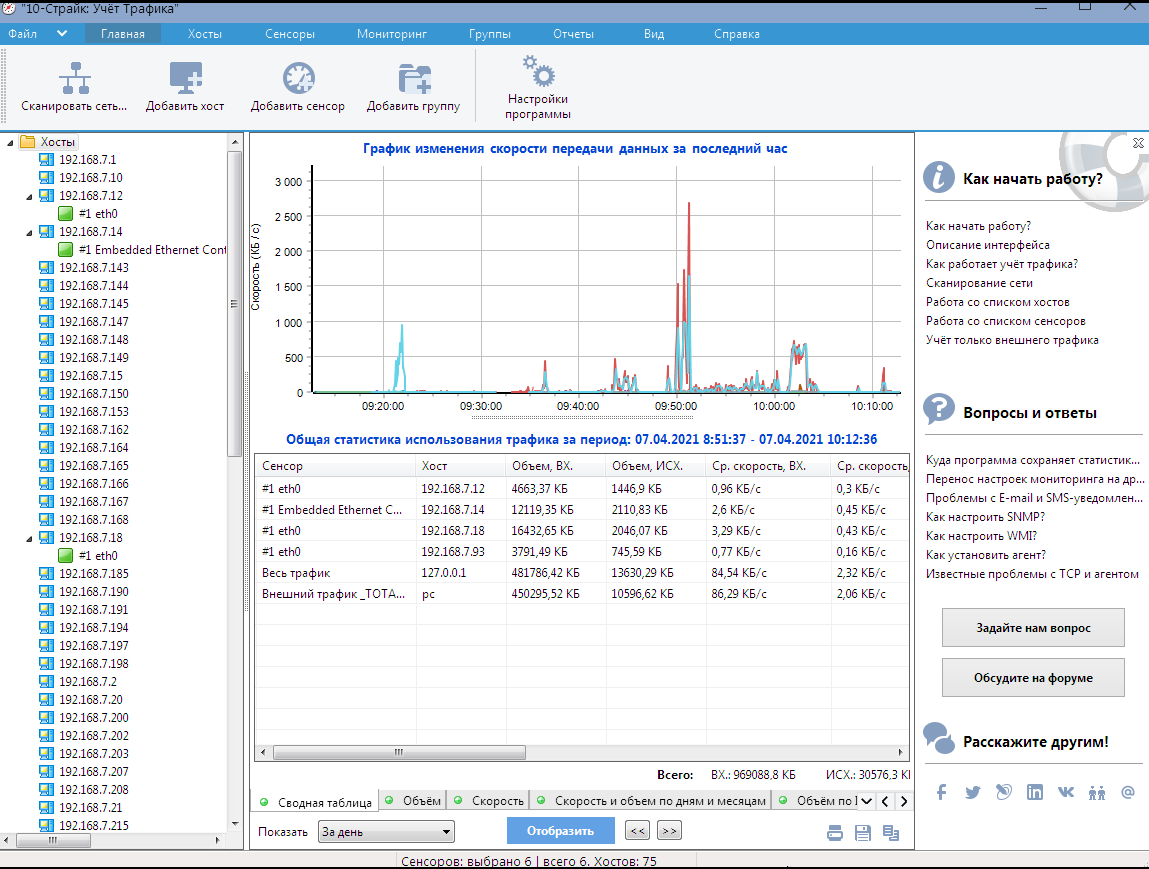 "10-Страйк: Учёт Трафика"
Файл Главная Хосты Сенсоры Мониторинг Группы Отчеты Вид Справка
Сканировать сеть... Добавить хост Добавить сенсор Добавить группу Настройки
программы
Хосты
192.168.7.1
192.168.7.10
192.168.7.12
#1 eth0
192.168.7.14
#1 Embedded Ethernet Cont
192.168.7.143
192.168.7.144
192.168.7.145
192.168.7.147
192.168.7.148
192.168.7.149
192.168.7.15
192.168.7.150
192.168.7.153
192.168.7.162
192.168.7.164
192.168.7.165
192.168.7.166
192.168.7.167
192.168.7.168
192.168.7.18
#1 eth0
192.168.7.185
192.168.7.190
192.168.7.191
192.168.7.194
192.168.7.197
192.168.7.198
192.168.7.2
192.168.7.20
192.168.7.200
192.168.7.202
192.168.7.203
192.168.7.207
192.168.7.208
192.168.7.21
192.168.7.215
График изменения скорости передачи данных за последний час
Скорость (КБ / с)
3 000
2 500
2 000
1 500
1 000
500
0
09:20:00 09:30:00 09:40:00 09:50:00 10:00:00 10:10:00
Общая статистика использования трафика за период: 07.04.2021 8:51:37 - 07.04.2021 10:12:36
Сенсор Хост Объем, ВХ. Объем, ИСХ. Ср. скорость, ВХ. Ср. скорость,
#1 eth0 192.168.7.12 4663,37 КБ 1446,9 КБ 0,96 КБ/с 0,3 КБ/с
#1 Embedded Ethernet C... 192.168.7.14 12119,35 КБ 2110,83 КБ 2,6 КБ/с 0,45 КБ/с
#1 eth0 192.168.7.18 16432,65 КБ 2046,07 КБ 3,29 КБ/с 0,43 КБ/с
#1 eth0 192.168.7.93 3791,49 КБ 745,59 КБ 0,77 КБ/с 0,16 КБ/с
Весь трафик 127.0.0.1 481786,42 КБ 13630,29 КБ 84,54 КБ/с 2,32 КБ/с
Внешний трафик _TOTA... pc 450295,52 КБ 10596,62 КБ 86,29 КБ/с 2,06 КБ/с
Всего: ВХ.: 969088,8 КБ ИСХ.: 30576,3 КІ
Сводная таблица Объём Скорость Скорость и объем по дням и месяцам Объём по
Показать За день Отобразить << >>
Сенсоров: выбрано 6 | всего 6. Хостов: 75
Как начать работу?
Как начать работу?
Описание интерфейса
Как работает учёт трафика?
Сканирование сети
Работа со списком хостов
Работа со списком сенсоров
Учёт только внешнего трафика
Вопросы и ответы
Куда программа сохраняет статистик...
Перенос настроек мониторинга на др...
Проблемы с E-mail и SMS-уведомлен...
Как настроить SNMP?
Как настроить WMI?
Как установить агент?
Известные проблемы с TCP и агентом
Задайте нам вопрос
Обсудите на форуме
Расскажите другим!